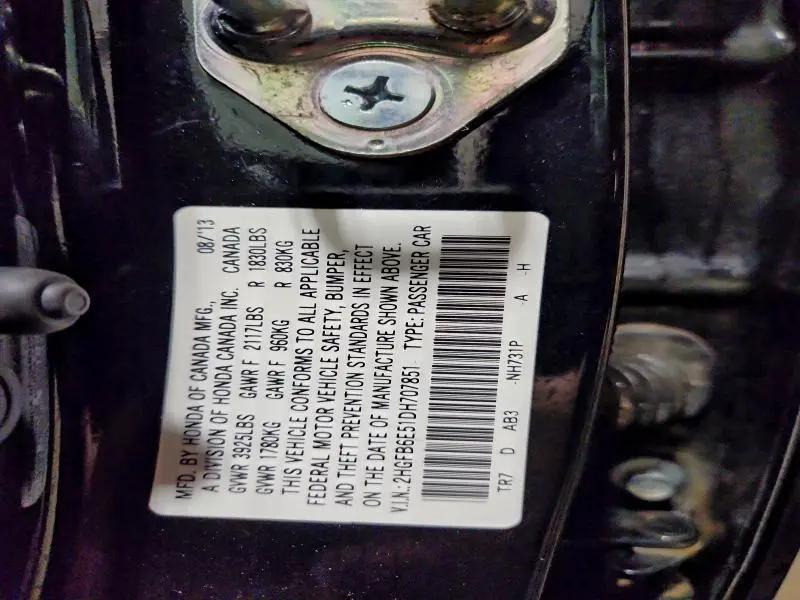 MFD. BY HONDA OF CANADA MFG., 08/'13
A DIVISION OF HONDA CANADA INC. CANADA
GVWR 3925LBS GAWR F 2117LBS R 1830LBS
GVWR 1780KG GAWR F 960KG R 830KG
THIS VEHICLE CONFORMS TO ALL APPLICABLE
FEDERAL MOTOR VEHICLE SAFETY, BUMPER,
AND THEFT PREVENTION STANDARDS IN EFFECT
ON THE DATE OF MANUFACTURE SHOWN ABOVE.
V.I.N.: 2HGFB6E51DH707851 TYPE: PASSENGER CAR
TR7 D AB3 -NH731P -A -H